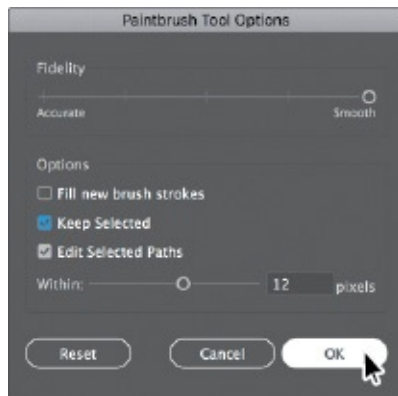 Paintbrush Tool Options
Fidelity
Accurate Smooth
Options
Fill new brush strokes
Keep Selected
Edit Selected Paths
Within: 12 pixels
Reset Cancel OK